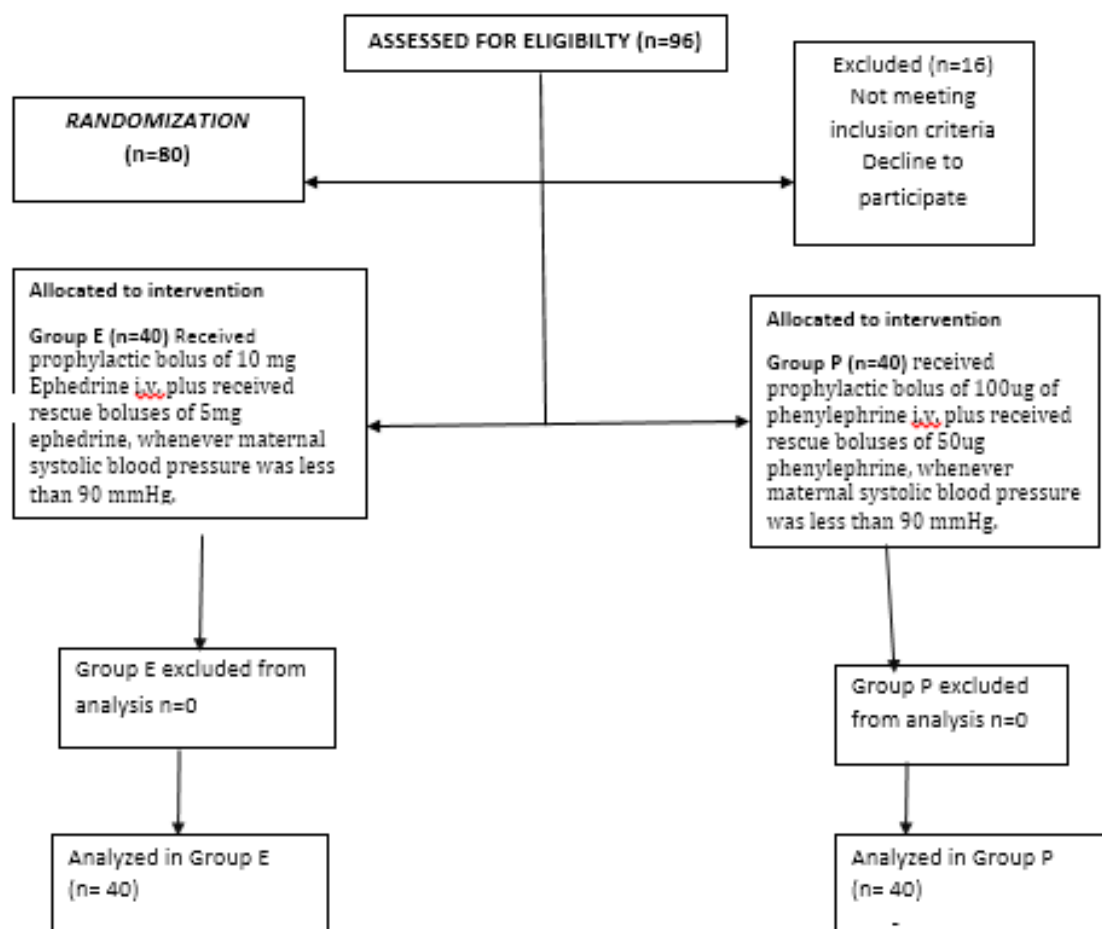 ASSESSED FOR ELIGIBILTY (n=96)
Excluded (n=16)
Not meeting
inclusion criteria
Decline to
participate
RANDOMIZATION
(n=80)
Allocated to intervention
Group E (n=40) Received
prophylactic bolus of 10 mg
Ephedrine i.v. plus received
rescue boluses of 5mg
ephedrine, whenever maternal
systolic blood pressure was less
than 90 mmHg.
Allocated to intervention
Group P (n=40) received
prophylactic bolus of 100ug of
phenylephrine i.v. plus received
rescue boluses of 50ug
phenylephrine, whenever
maternal systolic blood pressure
was less than 90 mmHg.
Group E excluded from
analysis n=0
Group P excluded
from analysis n=0
Analyzed in Group E
(n= 40)
Analyzed in Group P
(n= 40)
-